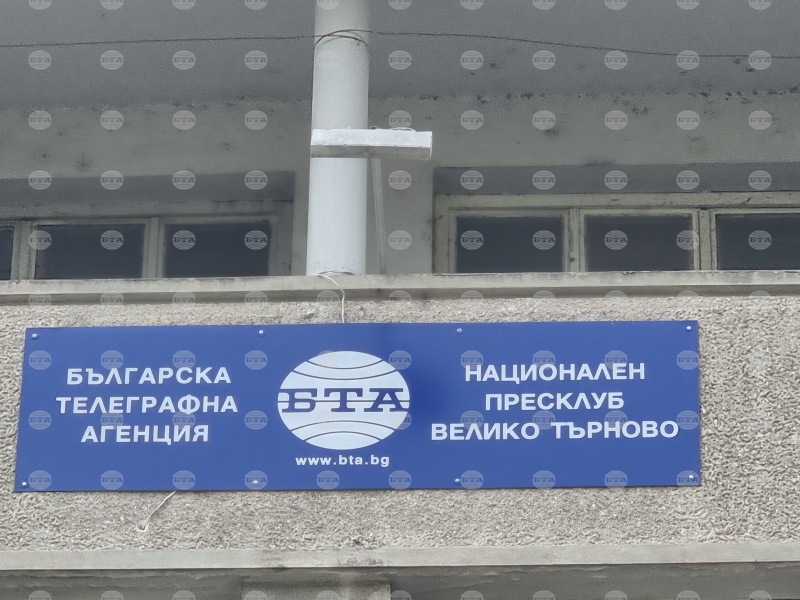 БЪЛГАРСКА
ТЕЛЕГРАФНА
АГЕНЦИЯ
БТА
www.bta.bg
НАЦИОНАЛЕН
ПРЕСКЛУБ
ВЕЛИКО ТЪРНОВО